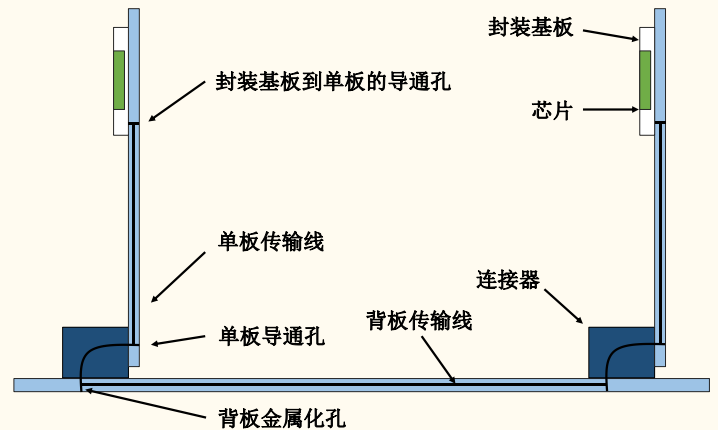 封装基板
封装基板到单板的导通孔
芯片
单板传输线
连接器
背板传输线
单板导通孔
背板金属化孔